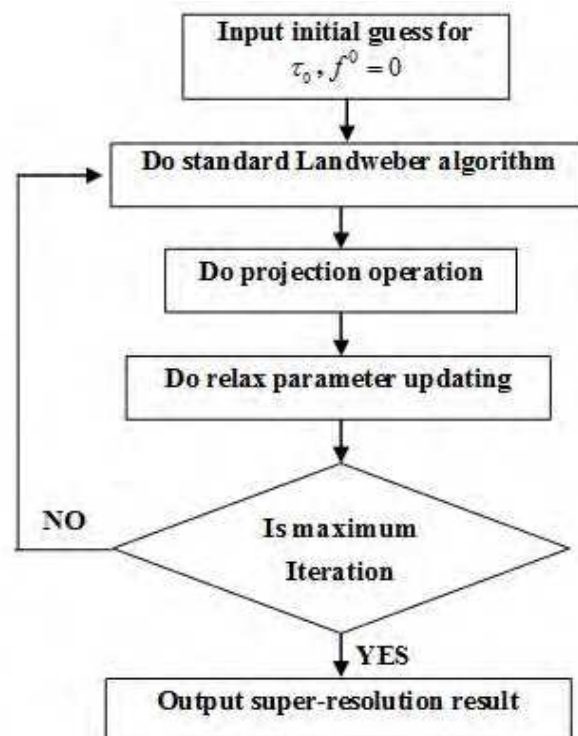 Input initial guess for
τ₀, f⁰ = 0
Do standard Landweber algorithm
Do projection operation
Do relax parameter updating
NO
Is maximum
Iteration
YES
Output super-resolution result